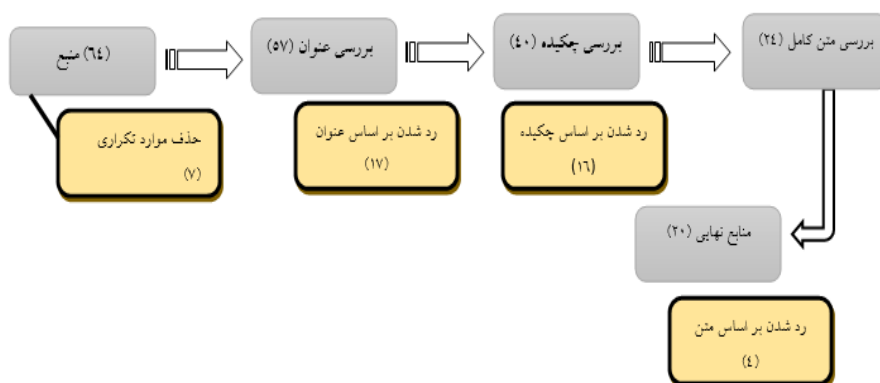 (٦٤) منبع
بررسی عنوان (٥٧)
بررسی چکیده (٤٠)
بررسی متن کامل (٢٤)
حذف موارد تکراری
(٧)
رد شدن بر اساس عنوان
(١٧)
رد شدن بر اساس چکیده
(١٦)
منابع نهایی (٢٠)
رد شدن بر اساس متن
(٤)